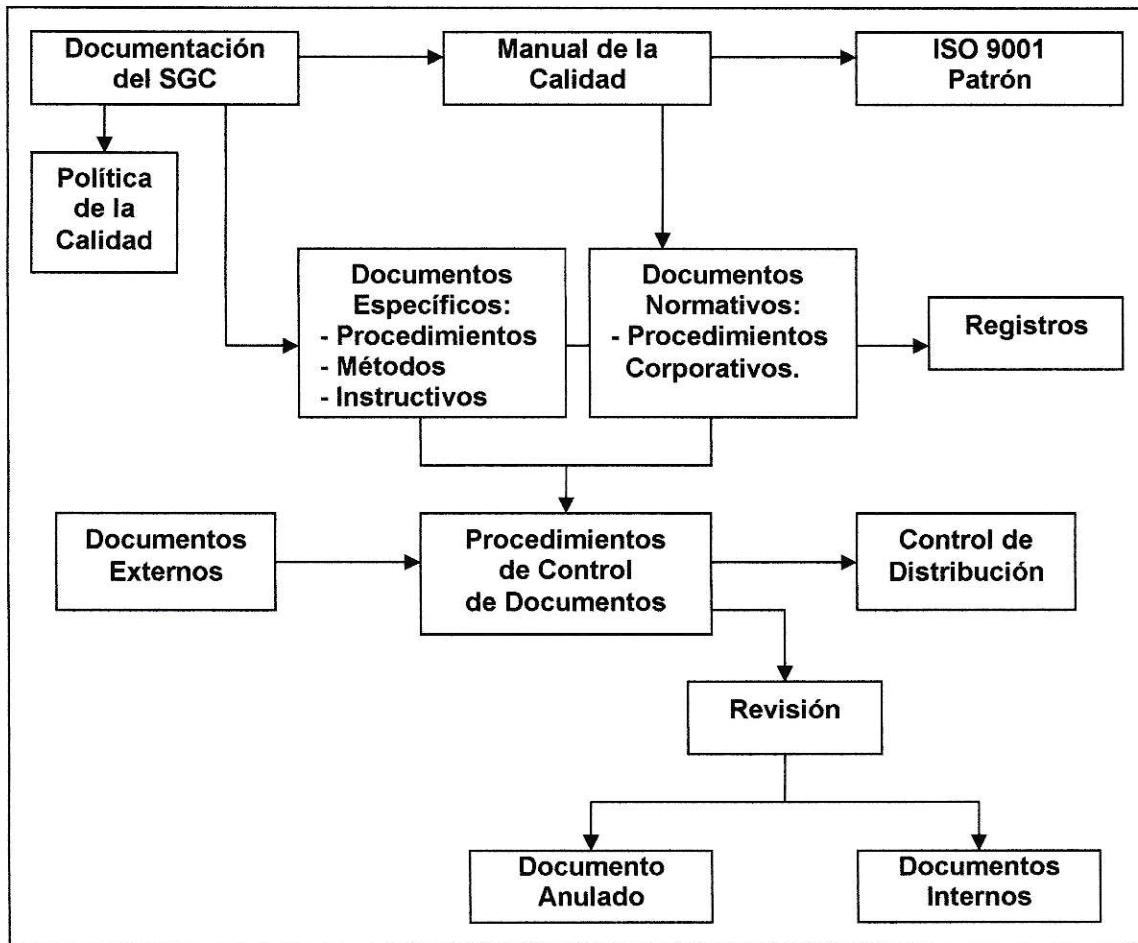 Documentación
del SGC
Manual de la
Calidad
ISO 9001
Patrón
Política
de la
Calidad
Documentos
Específicos:
- Procedimientos
- Métodos
- Instructivos
Documentos
Normativos:
- Procedimientos
Corporativos.
Registros
Documentos
Externos
Procedimientos
de Control
de Documentos
Control de
Distribución
Revisión
Documento
Anulado
Documentos
Internos